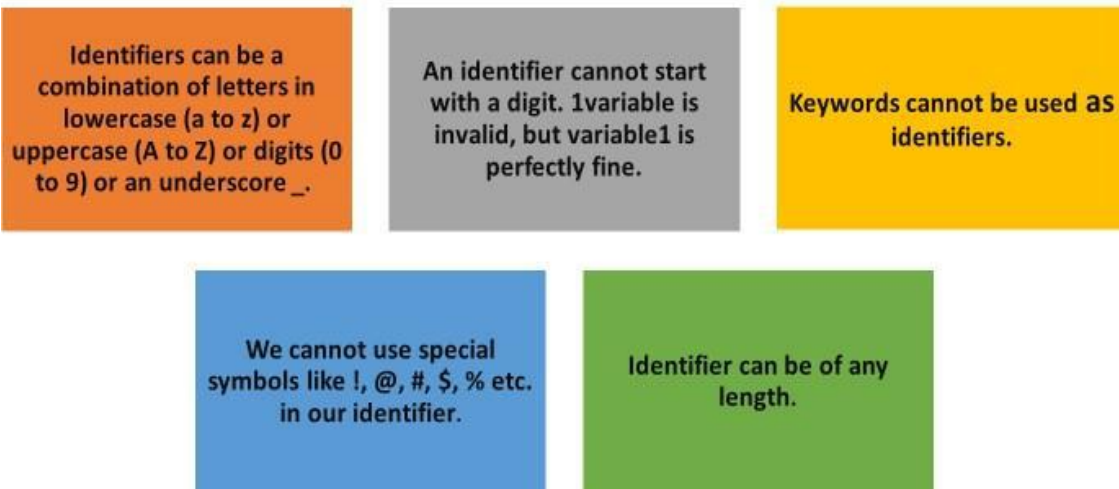 Identifiers can be a
combination of letters in
lowercase (a to z) or
uppercase (A to Z) or digits (0
to 9) or an underscore _.
An identifier cannot start
with a digit. 1variable is
invalid, but variable1 is
perfectly fine.
Keywords cannot be used as
identifiers.
We cannot use special
symbols like !, @, #, $, % etc.
in our identifier.
Identifier can be of any
length.